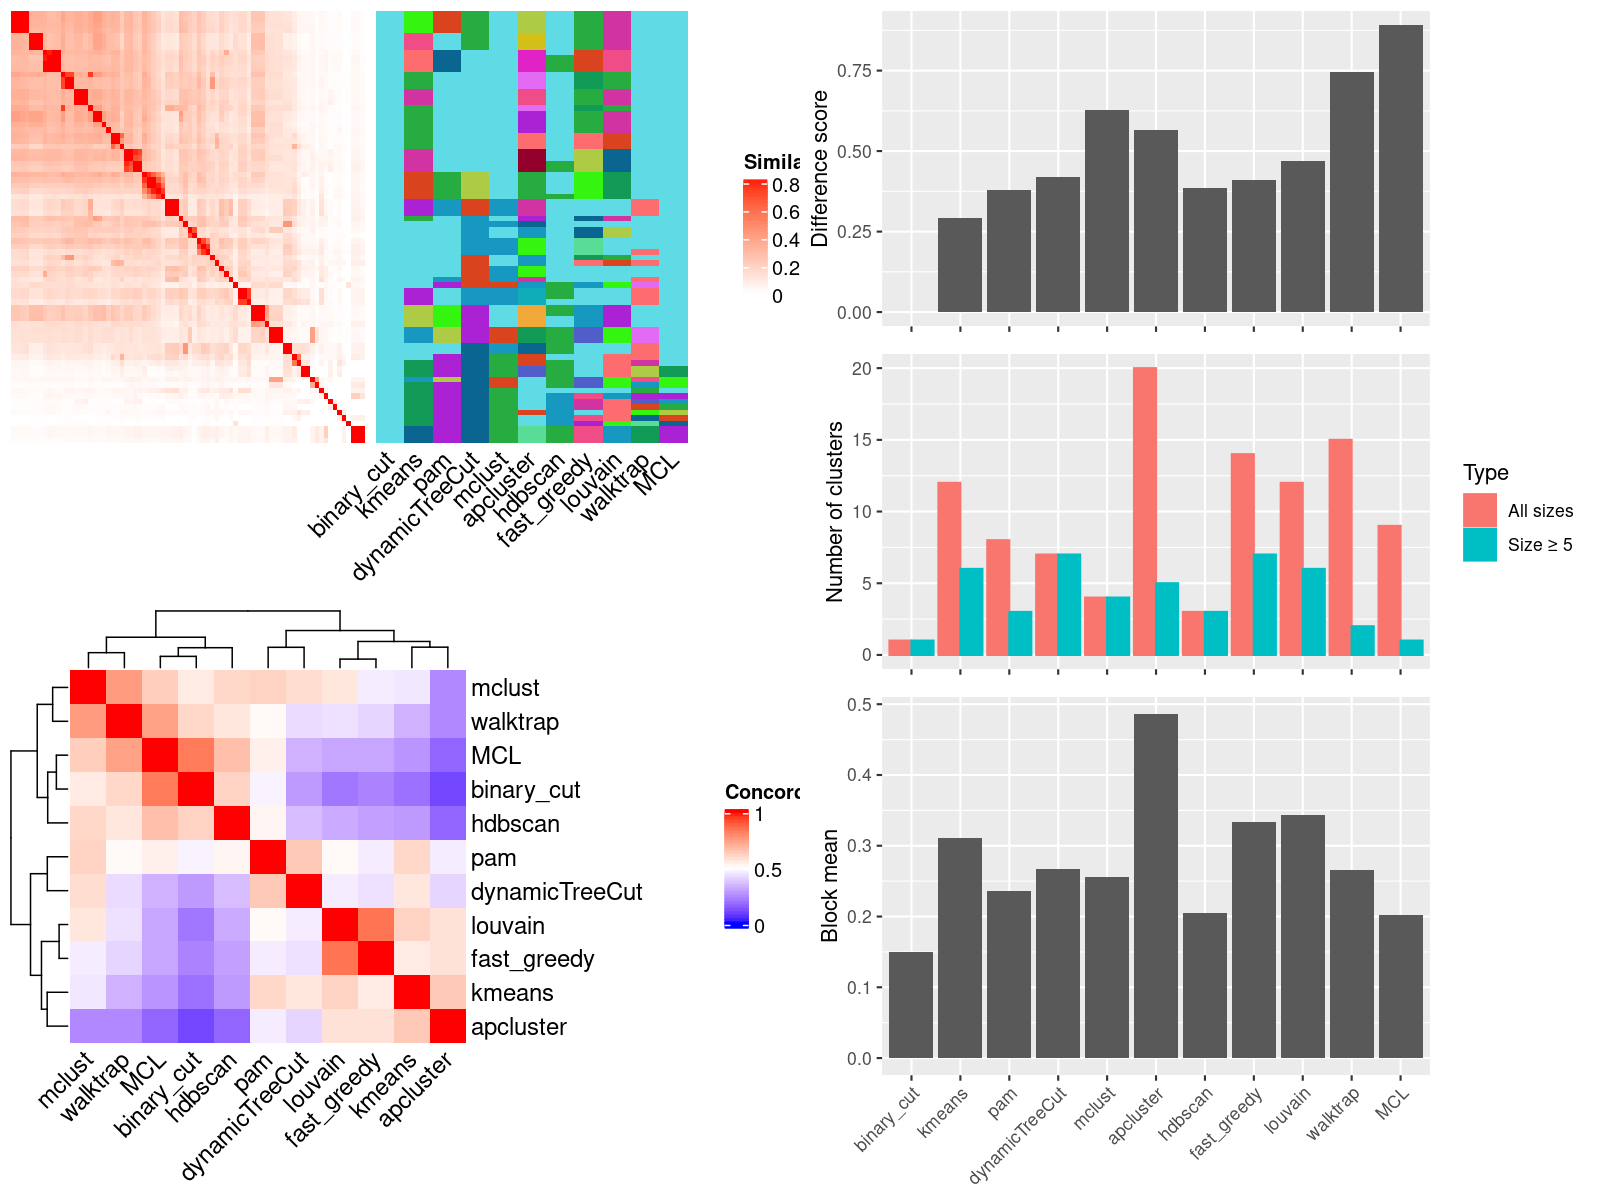 Simila
0.8
0.6
0.4
0.2
0
binary_cut
kmeans
pam
dynamicTreeCut
mclust
apcluster
hdbscan
fast_greedy
louvain
walktrap
MCL
Difference score
0.75
0.50
0.25
0.00
Number of clusters
20
15
10
5
0
Type
All sizes
Size ≥ 5
mclust
walktrap
MCL
binary_cut
hdbscan
pam
dynamicTreeCut
louvain
fast_greedy
kmeans
apcluster
mclust
walktrap
MCL
binary_cut
hdbscan
pam
dynamicTreeCut
louvain
fast_greedy
kmeans
apcluster
Concord
1
0.5
0
Block mean
0.5
0.4
0.3
0.2
0.1
0.0
binary_cut
kmeans
pam
dynamicTreeCut
mclust
apcluster
hdbscan
fast_greedy
louvain
walktrap
MCL